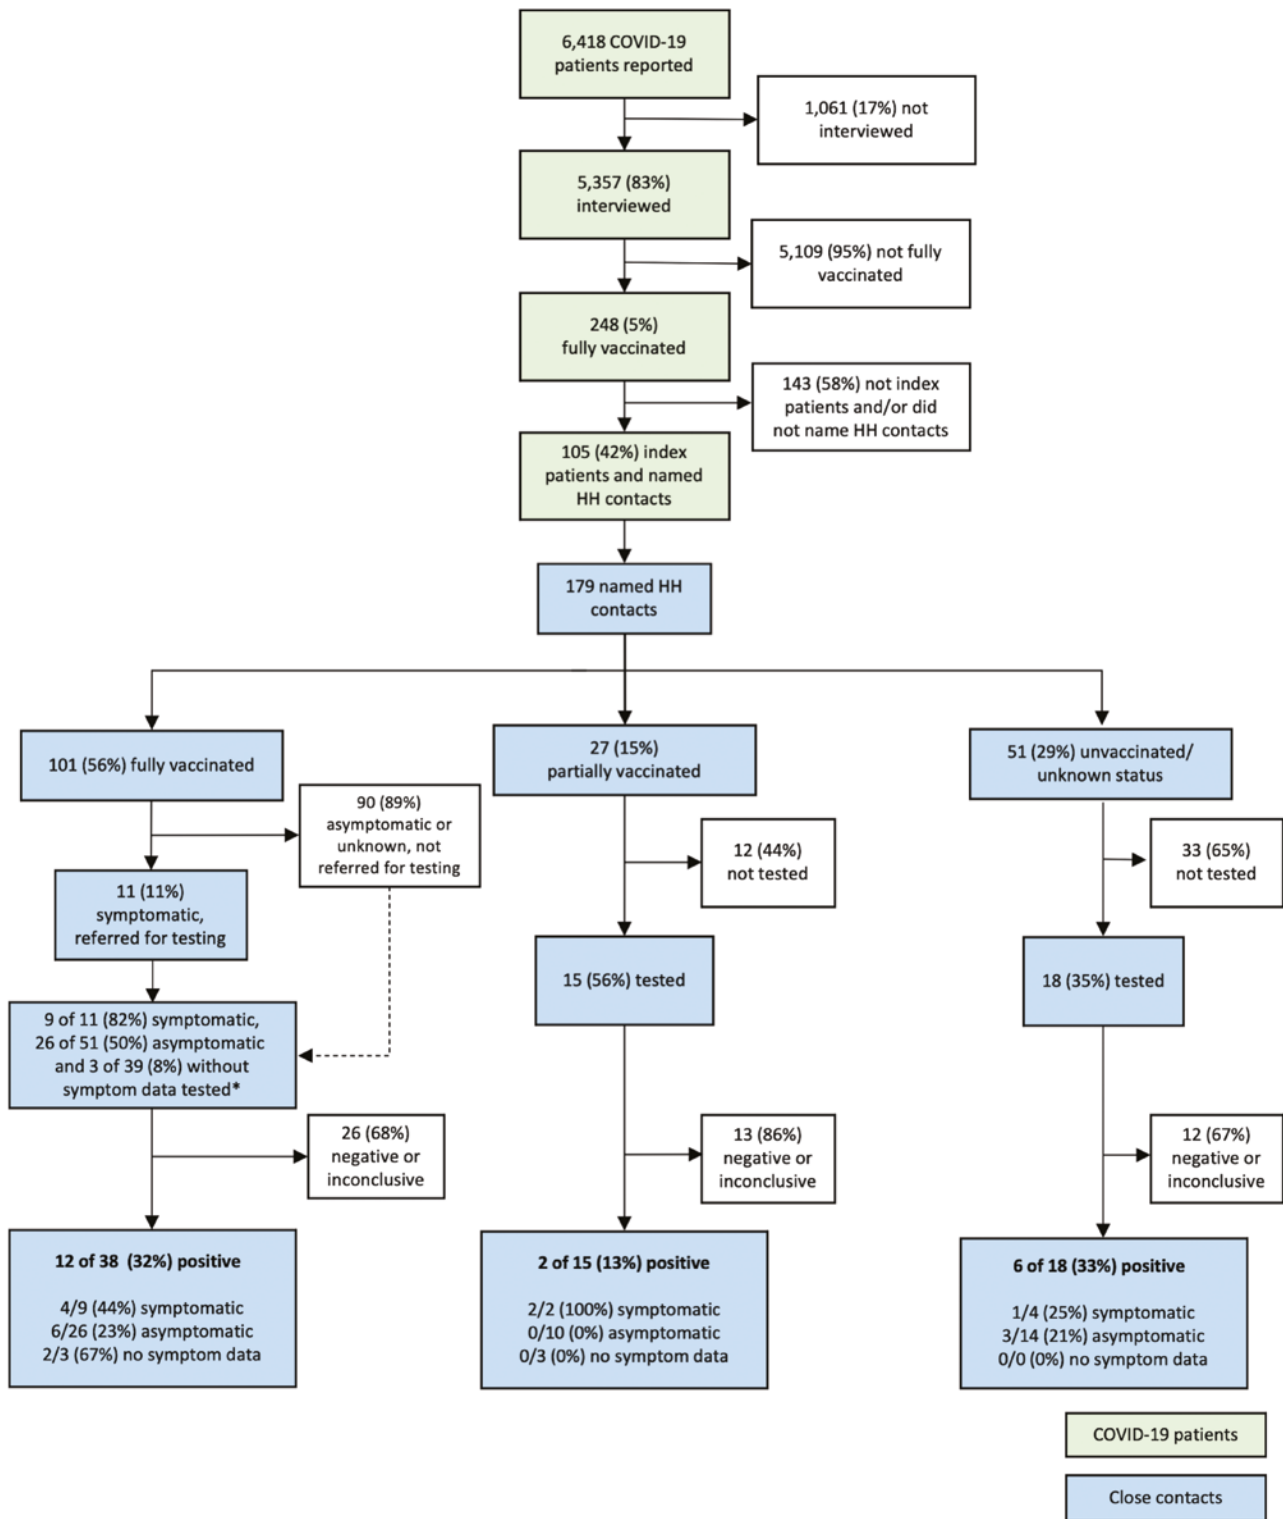 6,418 COVID-19
patients reported
1,061 (17%) not
interviewed
5,357 (83%)
interviewed
5,109 (95%) not fully
vaccinated
248 (5%)
fully vaccinated
143 (58%) not index
patients and/or did
not name HH contacts
105 (42%) index
patients and named
HH contacts
179 named HH
contacts
101 (56%) fully vaccinated
27 (15%)
partially vaccinated
51 (29%) unvaccinated/
unknown status
90 (89%)
asymptomatic or
unknown, not
referred for testing
12 (44%)
not tested
33 (65%)
not tested
11 (11%)
symptomatic,
referred for testing
15 (56%) tested
18 (35%) tested
9 of 11 (82%) symptomatic,
26 of 51 (50%) asymptomatic
and 3 of 39 (8%) without
symptom data tested*
26 (68%)
negative or
inconclusive
13 (86%)
negative or
inconclusive
12 (67%)
negative or
inconclusive
12 of 38 (32%) positive
4/9 (44%) symptomatic
6/26 (23%) asymptomatic
2/3 (67%) no symptom data
2 of 15 (13%) positive
2/2 (100%) symptomatic
0/10 (0%) asymptomatic
0/3 (0%) no symptom data
6 of 18 (33%) positive
1/4 (25%) symptomatic
3/14 (21%) asymptomatic
0/0 (0%) no symptom data
COVID-19 patients
Close contacts